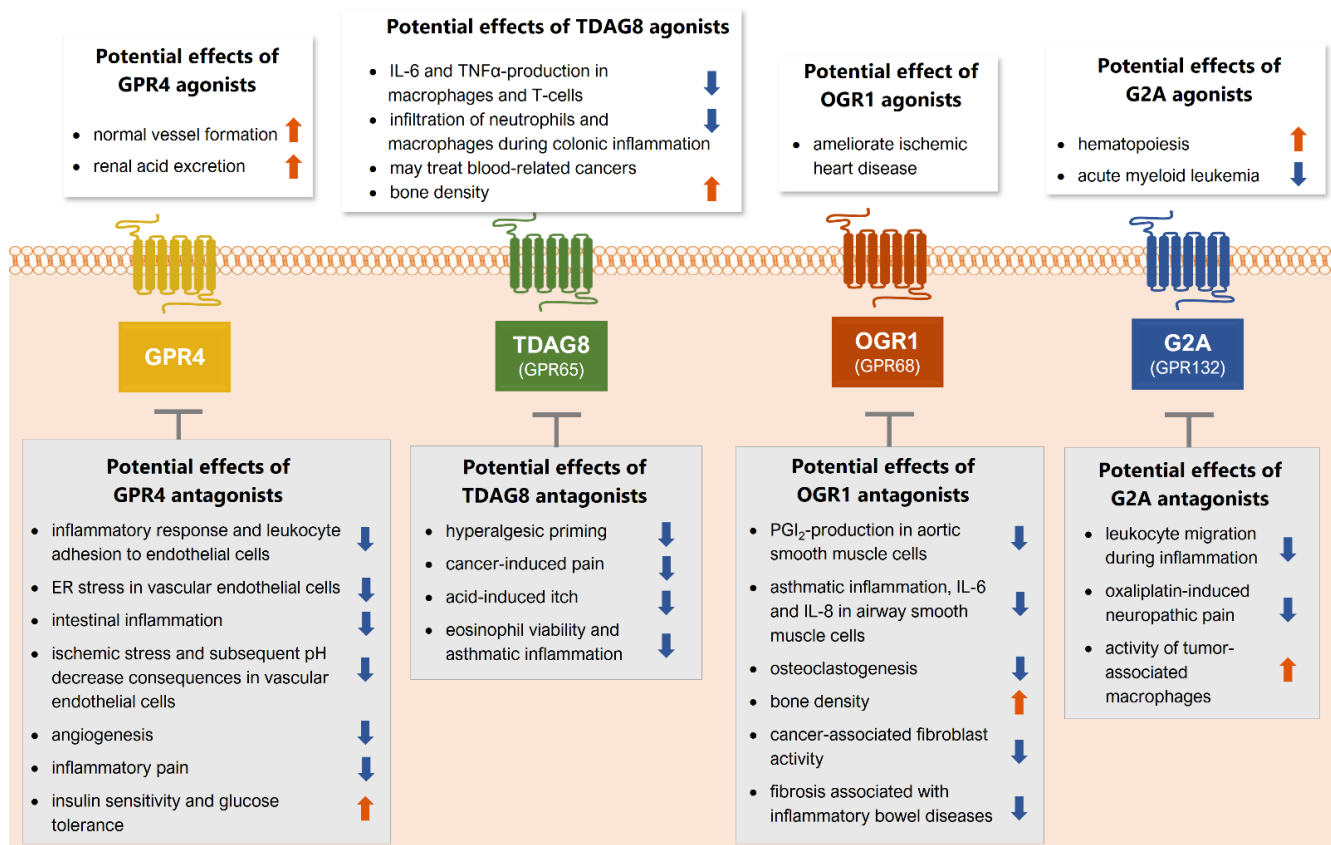 Potential effects of
GPR4 agonists
• normal vessel formation
• renal acid excretion
Potential effects of TDAG8 agonists
• IL-6 and TNFα-production in
macrophages and T-cells
• infiltration of neutrophils and
macrophages during colonic inflammation
• may treat blood-related cancers
• bone density
Potential effect of
OGR1 agonists
• ameliorate ischemic
heart disease
Potential effects of
G2A agonists
• hematopoiesis
• acute myeloid leukemia
GPR4
TDAG8
(GPR65)
OGR1
(GPR68)
G2A
(GPR132)
Potential effects of
GPR4 antagonists
• inflammatory response and leukocyte
adhesion to endothelial cells
• ER stress in vascular endothelial cells
• intestinal inflammation
• ischemic stress and subsequent pH
decrease consequences in vascular
endothelial cells
• angiogenesis
• inflammatory pain
• insulin sensitivity and glucose
tolerance
Potential effects of
TDAG8 antagonists
• hyperalgesic priming
• cancer-induced pain
• acid-induced itch
• eosinophil viability and
asthmatic inflammation
Potential effects of
OGR1 antagonists
• PGI₂-production in aortic
smooth muscle cells
• asthmatic inflammation, IL-6
and IL-8 in airway smooth
muscle cells
• osteoclastogenesis
• bone density
• cancer-associated fibroblast
activity
• fibrosis associated with
inflammatory bowel diseases
Potential effects of
G2A antagonists
• leukocyte migration
during inflammation
• oxaliplatin-induced
neuropathic pain
• activity of tumor-
associated
macrophages